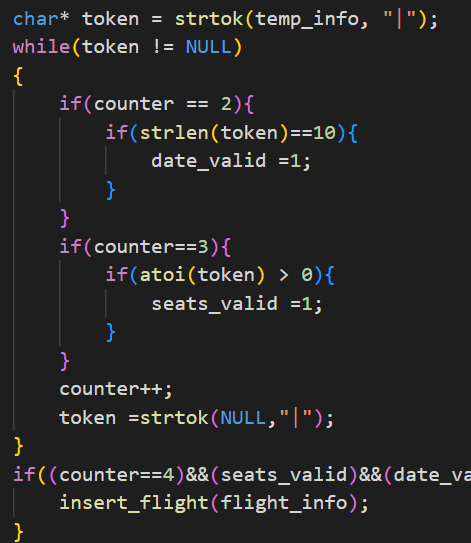 char* token = strtok(temp_info, "|");
while(token != NULL)
{
if(counter == 2){
if(strlen(token)==10){
date_valid =1;
}
}
if(counter==3){
if(atoi(token) > 0){
seats_valid =1;
}
}
counter++;
token =strtok(NULL,"|");
}
if((counter==4)&&(seats_valid)&&(date_va
insert_flight(flight_info);
}